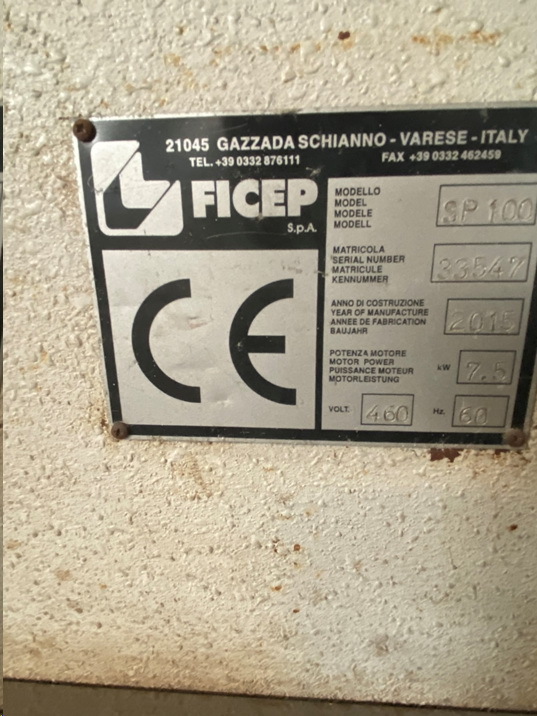 21045 GAZZADA SCHIANNO - VARESE - ITALY
TEL. +39 0332 876111 FAX +39 0332 462459
FICEP
S.p.A.
CE
MODELLO
MODEL
MODELE
MODELL
SP 100
MATRICOLA
SERIAL NUMBER
MATRICULE
KENNUMMER
33547
ANNO DI COSTRUZIONE
YEAR OF MANUFACTURE
ANNEE DE FABRICATION
BAUJAHR
2015
POTENZA MOTORE
MOTOR POWER
PUISSANCE MOTEUR
MOTORLEISTUNG
kW 7.5
VOLT. 460 Hz. 60